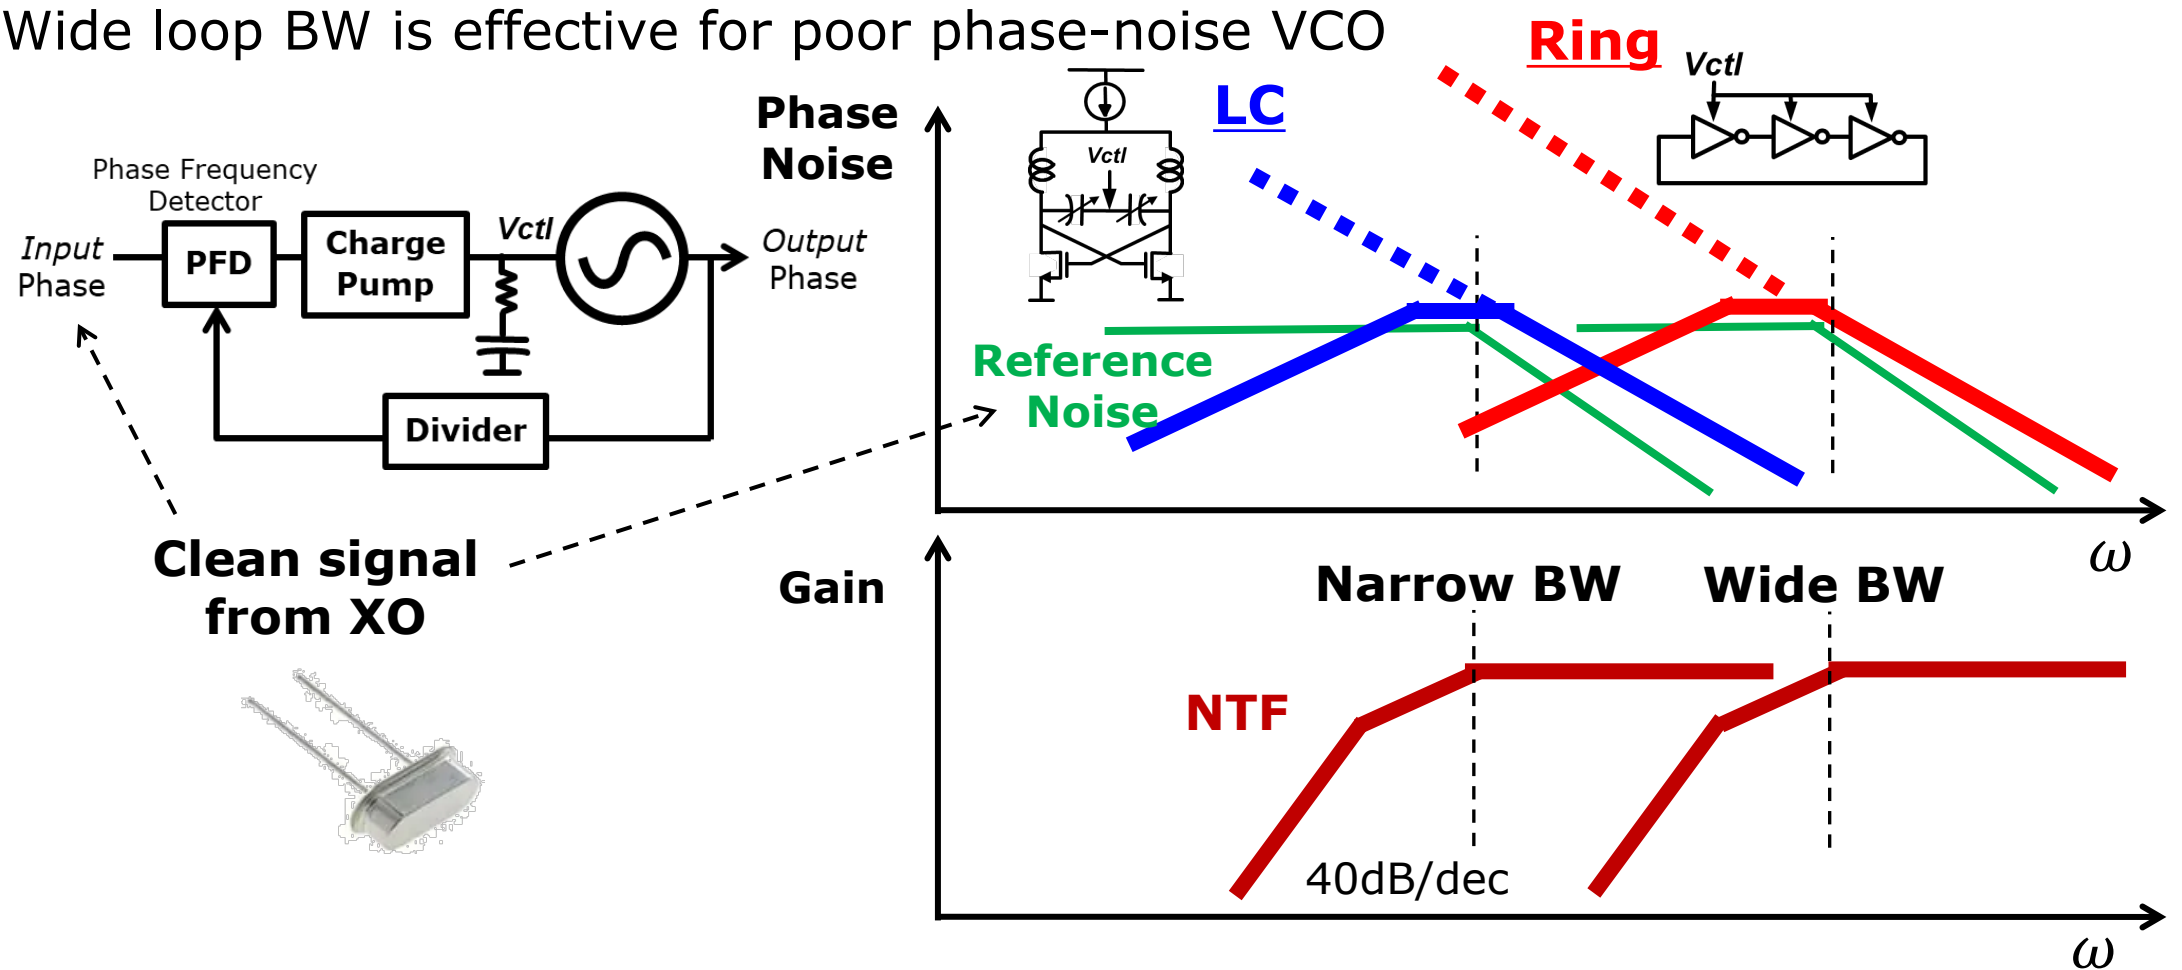 Wide loop BW is effective for poor phase-noise VCO
Ring
Vctl
LC
Phase
Noise
Vctl
Phase Frequency
Detector
Input
Phase
PFD
Charge
Pump
Vctl
Output
Phase
Divider
Reference
Noise
Clean signal
from XO
ω
Gain
Narrow BW
Wide BW
NTF
40dB/dec
ω